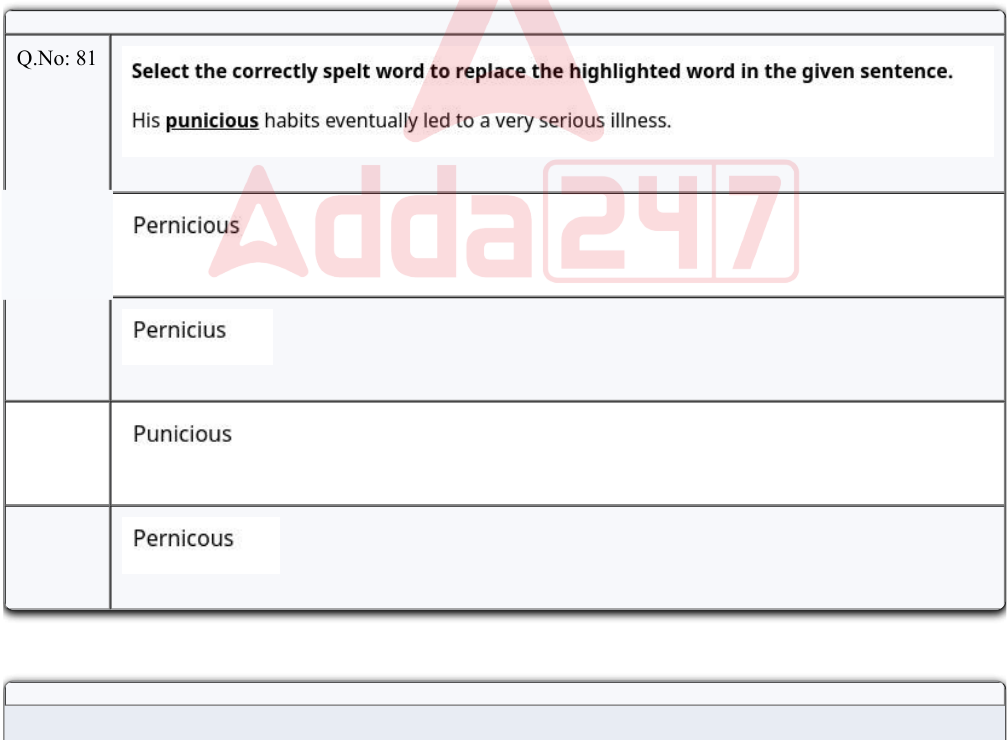 Q.No: 81
Select the correctly spelt word to replace the highlighted word in the given sentence.
His punicious habits eventually led to a very serious illness.
Adda247
Pernicious
Pernicius
Punicious
Pernicous